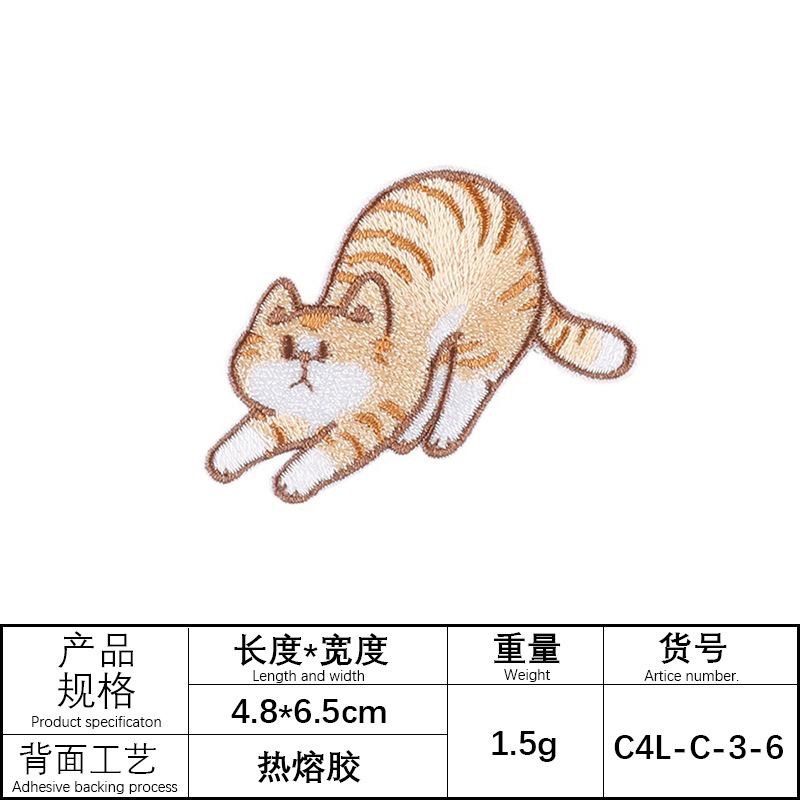 产品
规格
Product specificaton
长度*宽度
Length and width
重量
Weight
货号
Artice number.
4.8*6.5cm
1.5g
C4L-C-3-6
背面工艺
Adhesive backing process
热熔胶